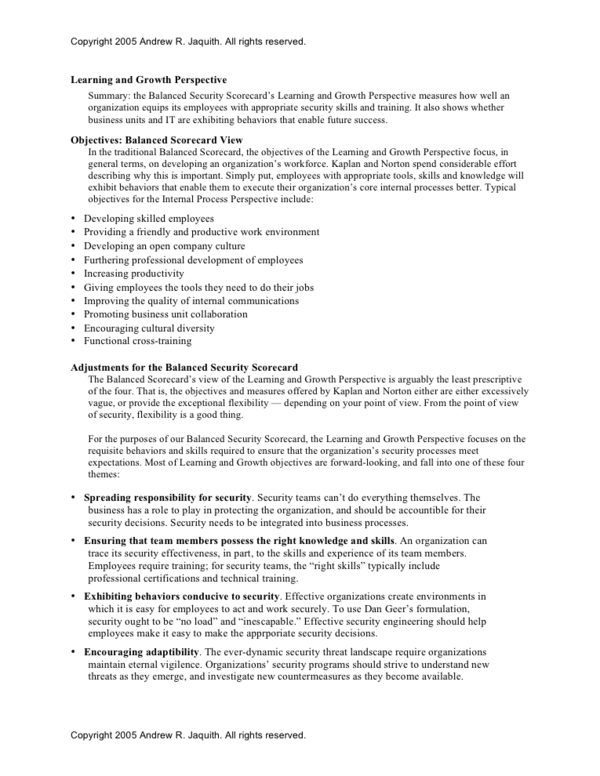 Copyright 2005 Andrew R. Jaquith. All rights reserved.
Learning and Growth Perspective
Summary: the Balanced Security Scorecard's Learning and Growth Perspective measures how well an
organization equips its employees with appropriate security skills and training. It also shows whether
business units and IT are exhibiting behaviors that enable future success.
Objectives: Balanced Scorecard View
In the traditional Balanced Scorecard, the objectives of the Learning and Growth Perspective focus, in
general terms, on developing an organization's workforce. Kaplan and Norton spend considerable effort
describing why this is important. Simply put, employees with appropriate tools, skills and knowledge will
exhibit behaviors that enable them to execute their organization's core internal processes better. Typical
objectives for the Internal Process Perspective include:
• Developing skilled employees
• Providing a friendly and productive work environment
• Developing an open company culture
• Furthering professional development of employees
• Increasing productivity
• Giving employees the tools they need to do their jobs
• Improving the quality of internal communications
• Promoting business unit collaboration
• Encouraging cultural diversity
• Functional cross-training
Adjustments for the Balanced Security Scorecard
The Balanced Scorecard's view of the Learning and Growth Perspective is arguably the least prescriptive
of the four. That is, the objectives and measures offered by Kaplan and Norton either are either excessively
vague, or provide the exceptional flexibility — depending on your point of view. From the point of view
of security, flexibility is a good thing.
For the purposes of our Balanced Security Scorecard, the Learning and Growth Perspective focuses on the
requisite behaviors and skills required to ensure that the organization's security processes meet
expectations. Most of Learning and Growth objectives are forward-looking, and fall into one of these four
themes:
• Spreading responsibility for security. Security teams can't do everything themselves. The
business has a role to play in protecting the organization, and should be accountible for their
security decisions. Security needs to be integrated into business processes.
• Ensuring that team members possess the right knowledge and skills. An organization can
trace its security effectiveness, in part, to the skills and experience of its team members.
Employees require training; for security teams, the "right skills" typically include
professional certifications and technical training.
• Exhibiting behaviors conducive to security. Effective organizations create environments in
which it is easy for employees to act and work securely. To use Dan Geer's formulation,
security ought to be "no load" and "inescapable." Effective security engineering should help
employees make it easy to make the apprporiate security decisions.
• Encouraging adaptibility. The ever-dynamic security threat landscape require organizations
maintain eternal vigilence. Organizations' security programs should strive to understand new
threats as they emerge, and investigate new countermeasures as they become available.
Copyright 2005 Andrew R. Jaquith. All rights reserved.